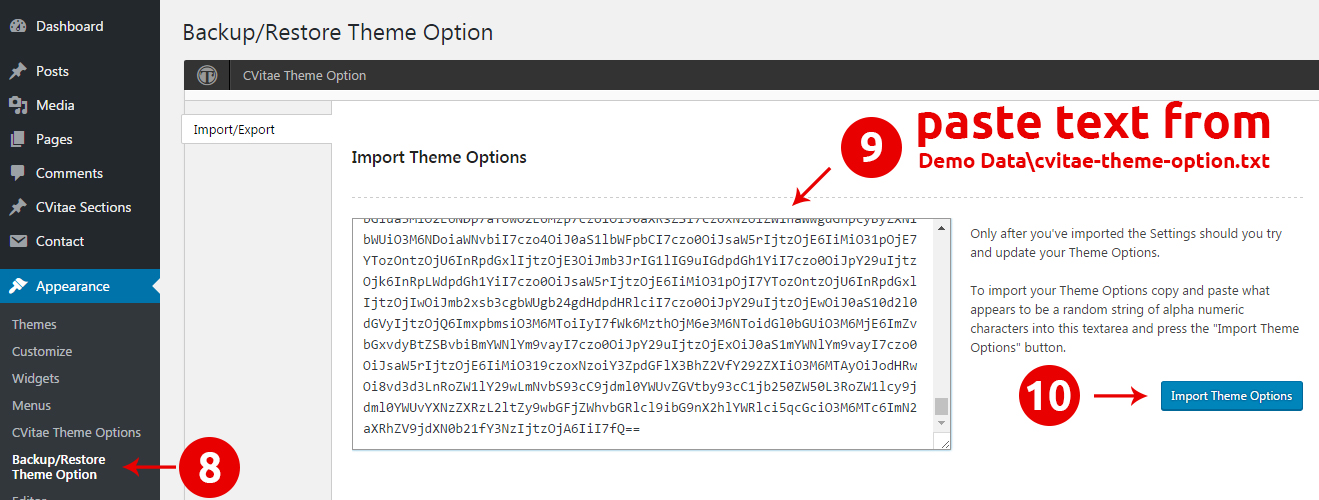 Dashboard
Posts
Media
Pages
Comments
CVitae Sections
Contact
Appearance
Themes
Customize
Widgets
Menus
CVitae Theme Options
Backup/Restore
Theme Option
8
Backup/Restore Theme Option
CVitae Theme Option
Import/Export
Import Theme Options
9
paste text from
Demo Data\cvitae-theme-option.txt
bWUiO3M6NDoiaWNvbiI7czo4OiJ0aS1lbWFpbCI7czo0OiJsaW5rIjtzOjE6IiMiO31pOjE7
YTozOntzOjU6InRpdGxlIjtzOjE3OiJmb3JrIG1lIG9uIGdpdGh1YiI7czo0OiJpY29uIjtz
Ojk6InRpLWdpdGh1YiI7czo0OiJsaW5rIjtzOjE6IiMiO31pOjI7YTozOntzOjU6InRpdGxl
IjtzOjIwOiJmb2xsb3cgbWUgb24gdHdpdHRlciI7czo0OiJpY29uIjtzOjEwOiJ0aS10d2l0
dGVyIjtzOjQ6ImxpbmsiO3M6MToiIyI7fWk6MzthOjM6e3M6NToidGl0bGUiO3M6MjE6ImZv
bGxvdyBtZSBvbiBmYWNlYm9vayI7czo0OiJpY29uIjtzOjExOiJ0aS1mYWNlYm9vayI7czo0
OiJsaW5rIjtzOjE6IiMiO319czoxNzoiY3ZpdGFlX3BhZ2VfY292ZXIiO3M6MTAyOiJodHRw
Oi8vd3d3LnRoZW1lY29wLmNvbS93cC9jdml0YWUvZGVtby93cC1jb250ZW50L3RoZW1lcy9j
dml0YWUvYXNzZXRzL2ltZy9wbGFjZWhvbGRlcl9ibG9nX2hlYWRlci5qcGciO3M6MTc6ImN2
aXRhZV9jdXN0b21fY3NzIjtzOjA6IiI7fQ==
Only after you've imported the Settings should you try
and update your Theme Options.
To import your Theme Options copy and paste what
appears to be a random string of alpha numeric
characters into this textarea and press the "Import Theme
Options" button.
10
Import Theme Options